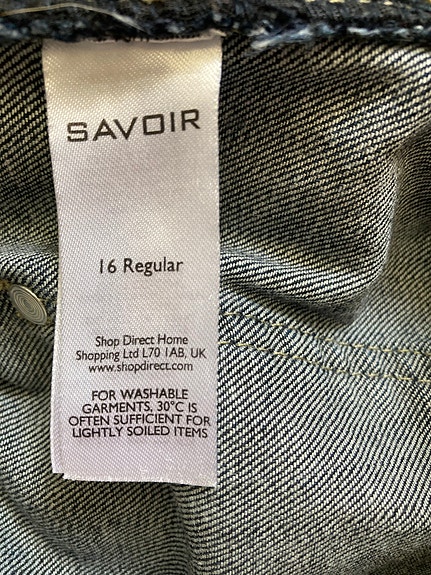 SAVOIR
16 Regular
Shop Direct Home
Shopping Ltd L70 1AB, UK
www.shopdirect.com
FOR WASHABLE
GARMENTS, 30°C IS
OFTEN SUFFICIENT FOR
LIGHTLY SOILED ITEMS